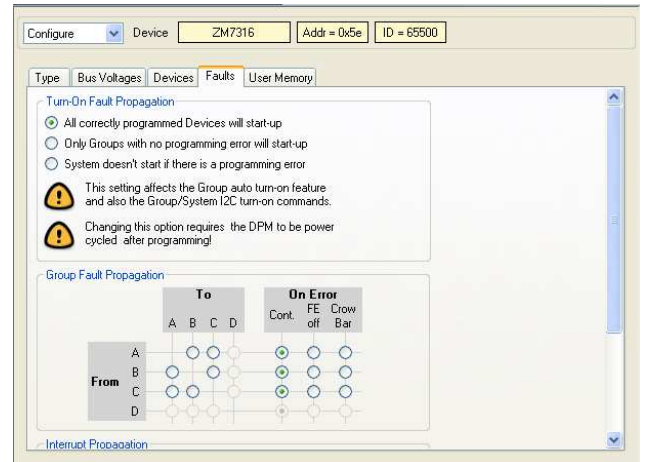 Configure Device ZM7316 Addr = 0x5e ID = 65500
Type Bus Voltages Devices Faults User Memory
Turn-On Fault Propagation
All correctly programmed Devices will start-up
Only Groups with no programming error will start-up
System doesn't start if there is a programming error
This setting affects the Group auto turn-on feature
and also the Group/System I2C turn-on commands.
Changing this option requires the DPM to be power
cycled after programming!
Group Fault Propagation
To On Error
A B C D Cont. FE off Crow Bar
A
From B
C
D
Interrupt Propagation